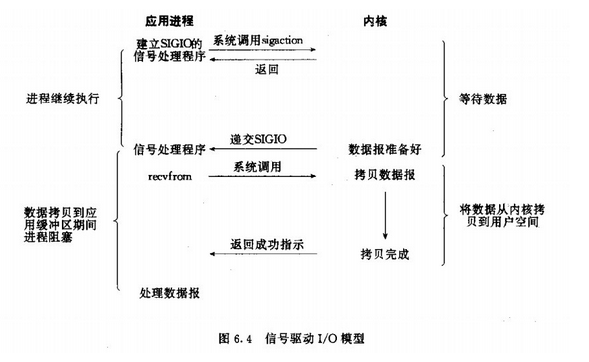 应用进程 内核
建立SIGIO的 系统调用sigaction
信号处理程序
返回
进程继续执行 等待数据
递交SIGIO
信号处理程序 数据报准备好
系统调用
recvfrom 拷贝数据报
数据拷贝到应
用缓冲区期间
进程阻塞
将数据从内核拷
贝到用户空间
返回成功指示
拷贝完成
处理数据报
图 6.4 信号驱动 I/O 模型